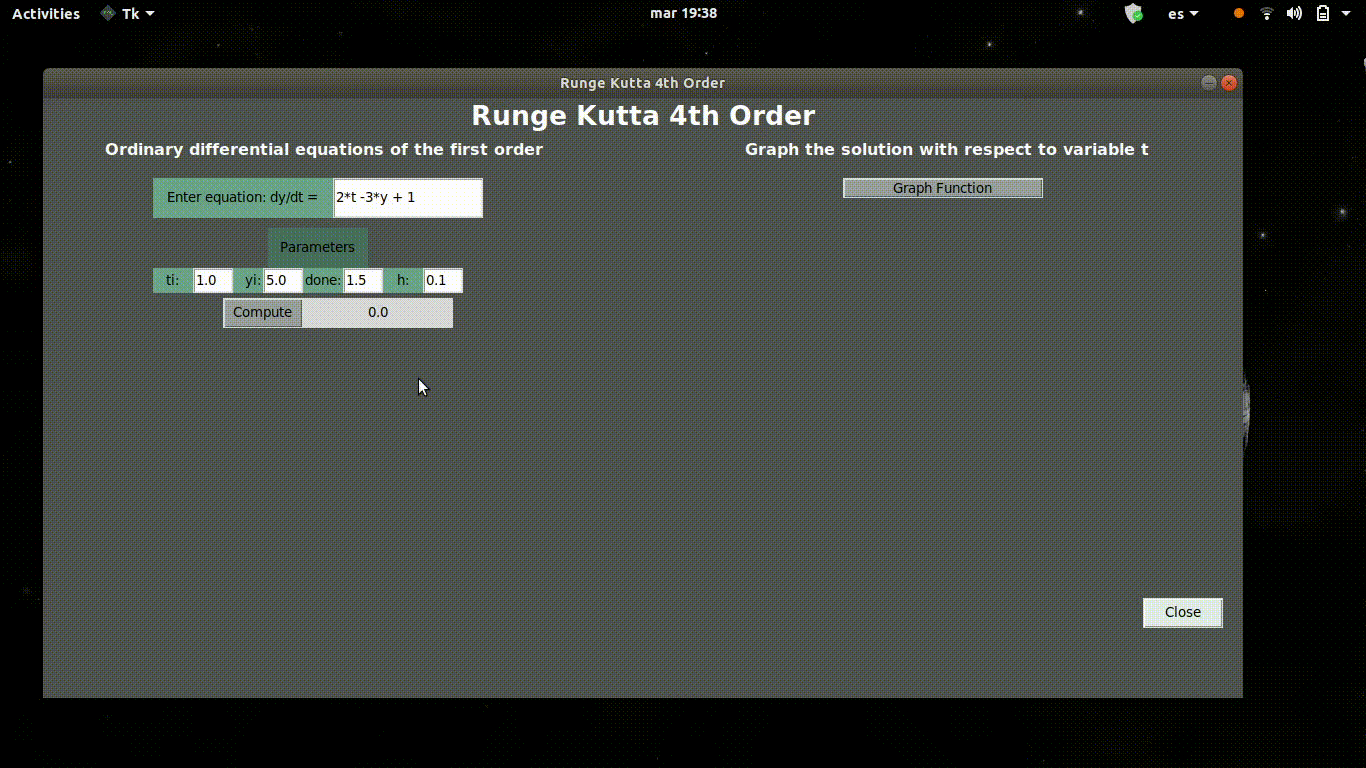 Activities Tk mar 19:38 es
Runge Kutta 4th Order
Runge Kutta 4th Order
Ordinary differential equations of the first order
Graph the solution with respect to variable t
Enter equation: dy/dt = 2*t -3*y + 1
Graph Function
Parameters
ti: 1.0 yi: 5.0 done: 1.5 h: 0.1
Compute 0.0
Close